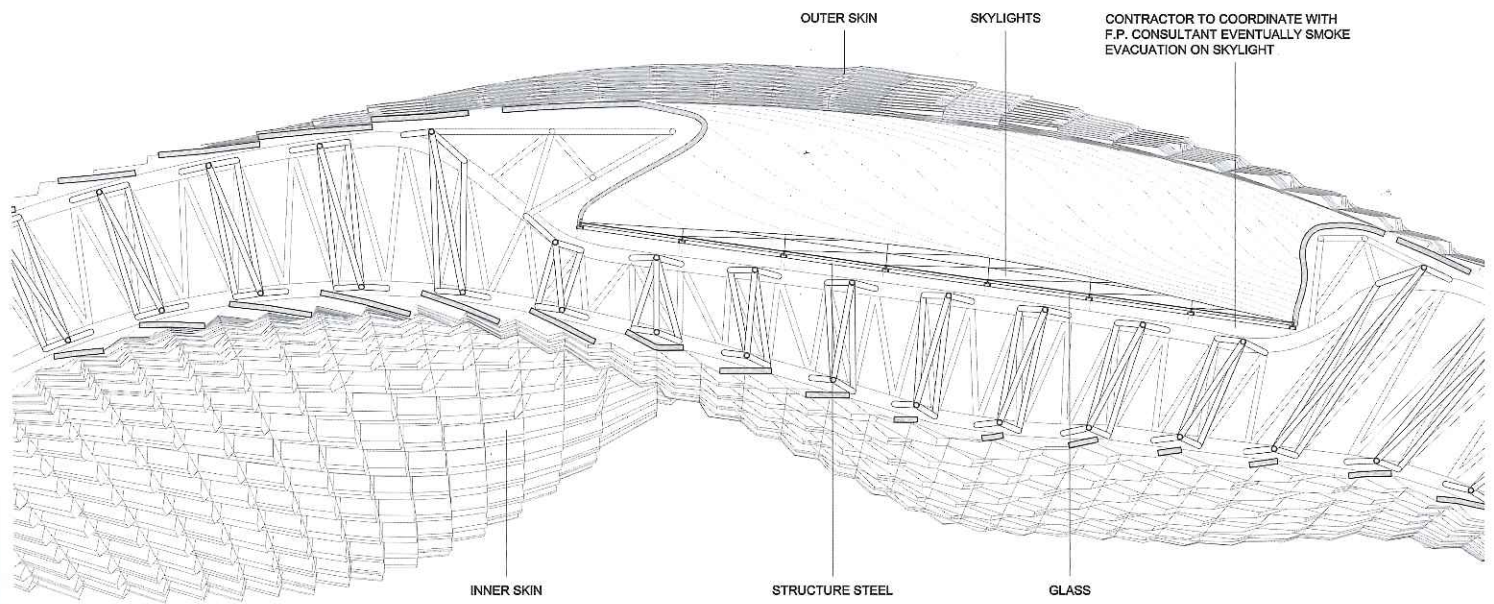 OUTER SKIN
SKYLIGHTS
CONTRACTOR TO COORDINATE WITH
F.P. CONSULTANT EVENTUALLY SMOKE
EVACUATION ON SKYLIGHT
INNER SKIN
STRUCTURE STEEL
GLASS